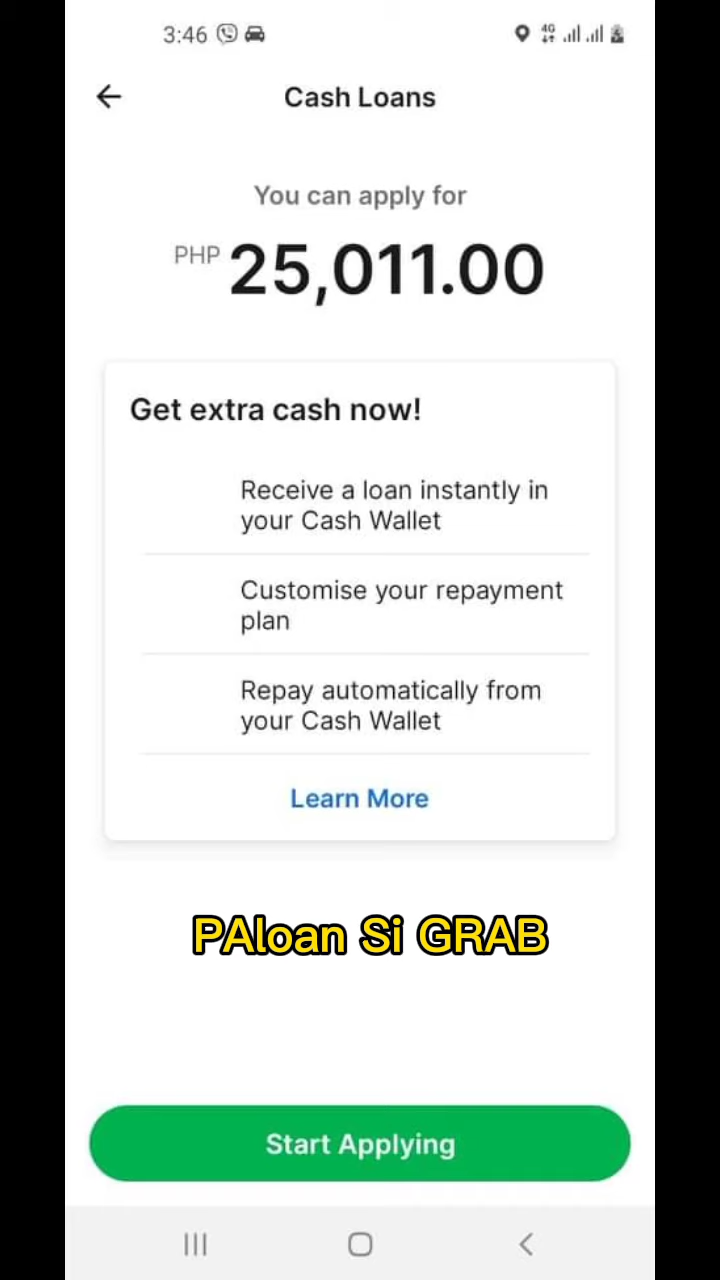 3:46
4G
Cash Loans
You can apply for
PHP 25,011.00
Get extra cash now!
Receive a loan instantly in
your Cash Wallet
Customise your repayment
plan
Repay automatically from
your Cash Wallet
Learn More
PAloan Si GRAB
Start Applying